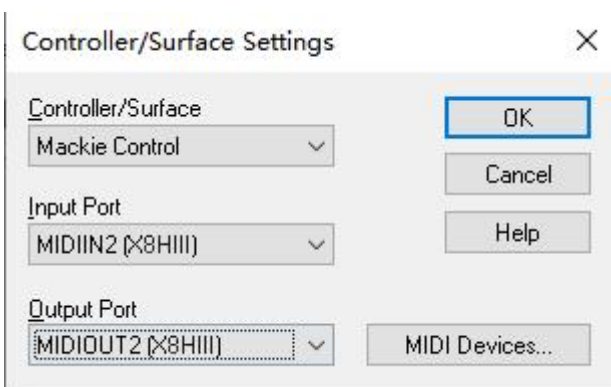 Controller/Surface Settings
Controller/Surface
Mackie Control
OK
Cancel
Input Port
MIDIIN2 (X8HIII)
Help
Output Port
MIDIOUT2 (X8HIII)
MIDI Devices...